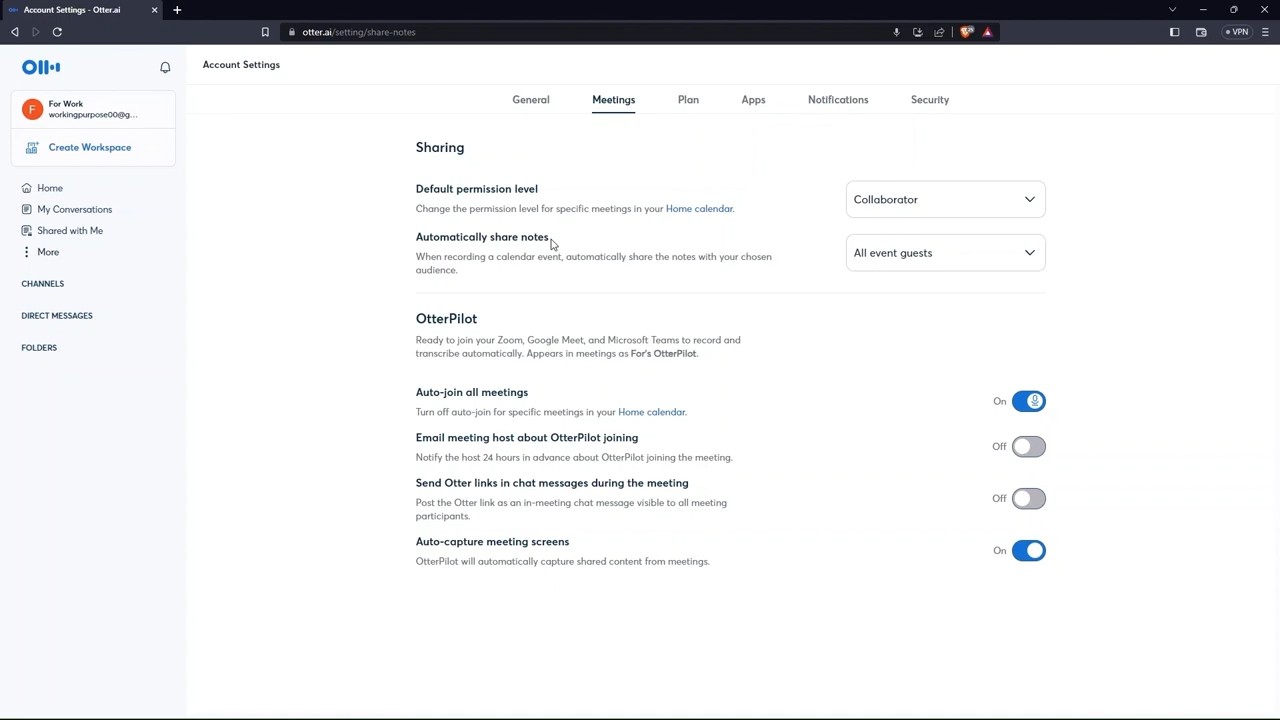 Account Settings - Otter.ai
otter.ai/setting/share-notes
VPN
Account Settings
F
For Work
workingpurpose00@g...
Create Workspace
Home
My Conversations
Shared with Me
More
CHANNELS
DIRECT MESSAGES
FOLDERS
General
Meetings
Plan
Apps
Notifications
Security
Sharing
Default permission level
Change the permission level for specific meetings in your Home calendar.
Collaborator
Automatically share notes
When recording a calendar event, automatically share the notes with your chosen
audience.
All event guests
OtterPilot
Ready to join your Zoom, Google Meet, and Microsoft Teams to record and
transcribe automatically. Appears in meetings as For's OtterPilot.
Auto-join all meetings
Turn off auto-join for specific meetings in your Home calendar.
On
Email meeting host about OtterPilot joining
Notify the host 24 hours in advance about OtterPilot joining the meeting.
Off
Send Otter links in chat messages during the meeting
Post the Otter link as an in-meeting chat message visible to all meeting
participants.
Off
Auto-capture meeting screens
OtterPilot will automatically capture shared content from meetings.
On